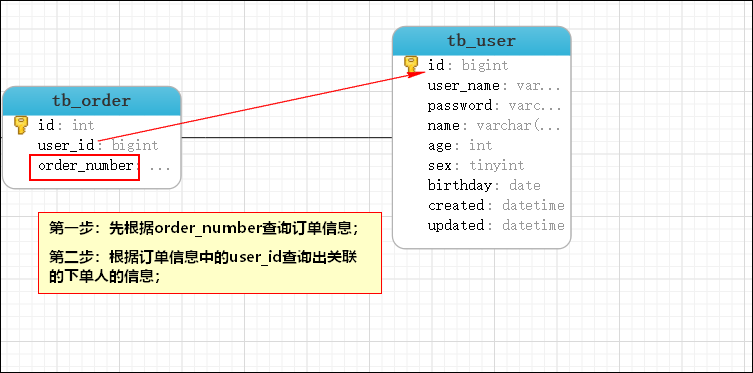 tb_user
id: bigint
user_name: var...
password: varc...
name: varchar(...
age: int
sex: tinyint
birthday: date
created: datetime
updated: datetime
tb_order
id: int
user_id: bigint
order_number: ...
第一步：先根据order_number查询订单信息；
第二步：根据订单信息中的user_id查询出关联
的下单人的信息；